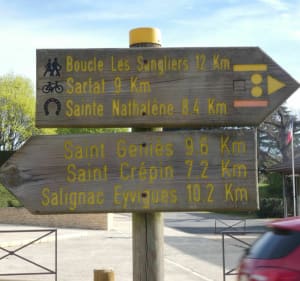 Boucle Les Sangliers 12 Km
Sarlat 9 Km
Sainte Nathalène 8.4 Km
Saint Geniès 9.6 Km
Saint Crépin 7.2 Km
Salignac Eyvigues 10.2 Km